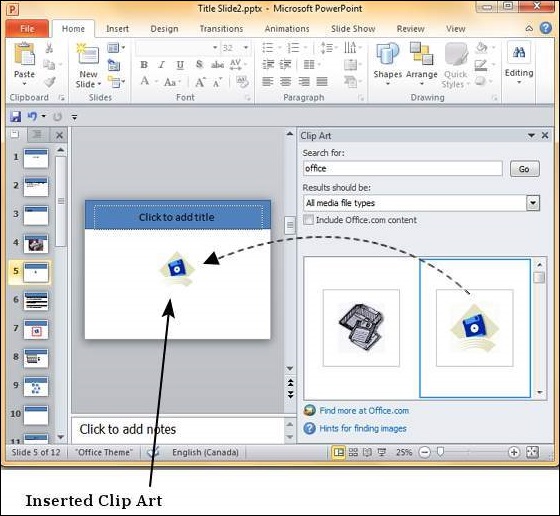 Title Slide2.pptx - Microsoft PowerPoint
File Home Insert Design Transitions Animations Slide Show Review View
Paste New Slide Shapes Arrange Quick Styles Editing
B I U S abc AV
Aa A A A
Clipboard Slides Font Paragraph Drawing
Clip Art
Search for:
office Go
Results should be:
All media file types
Include Office.com content
1
2
3
4
5
6
7
8
9
10
11
Click to add title
Click to add notes
Find more at Office.com
Hints for finding images
Slide 5 of 12 "Office Theme" English (Canada) 25%
Inserted Clip Art